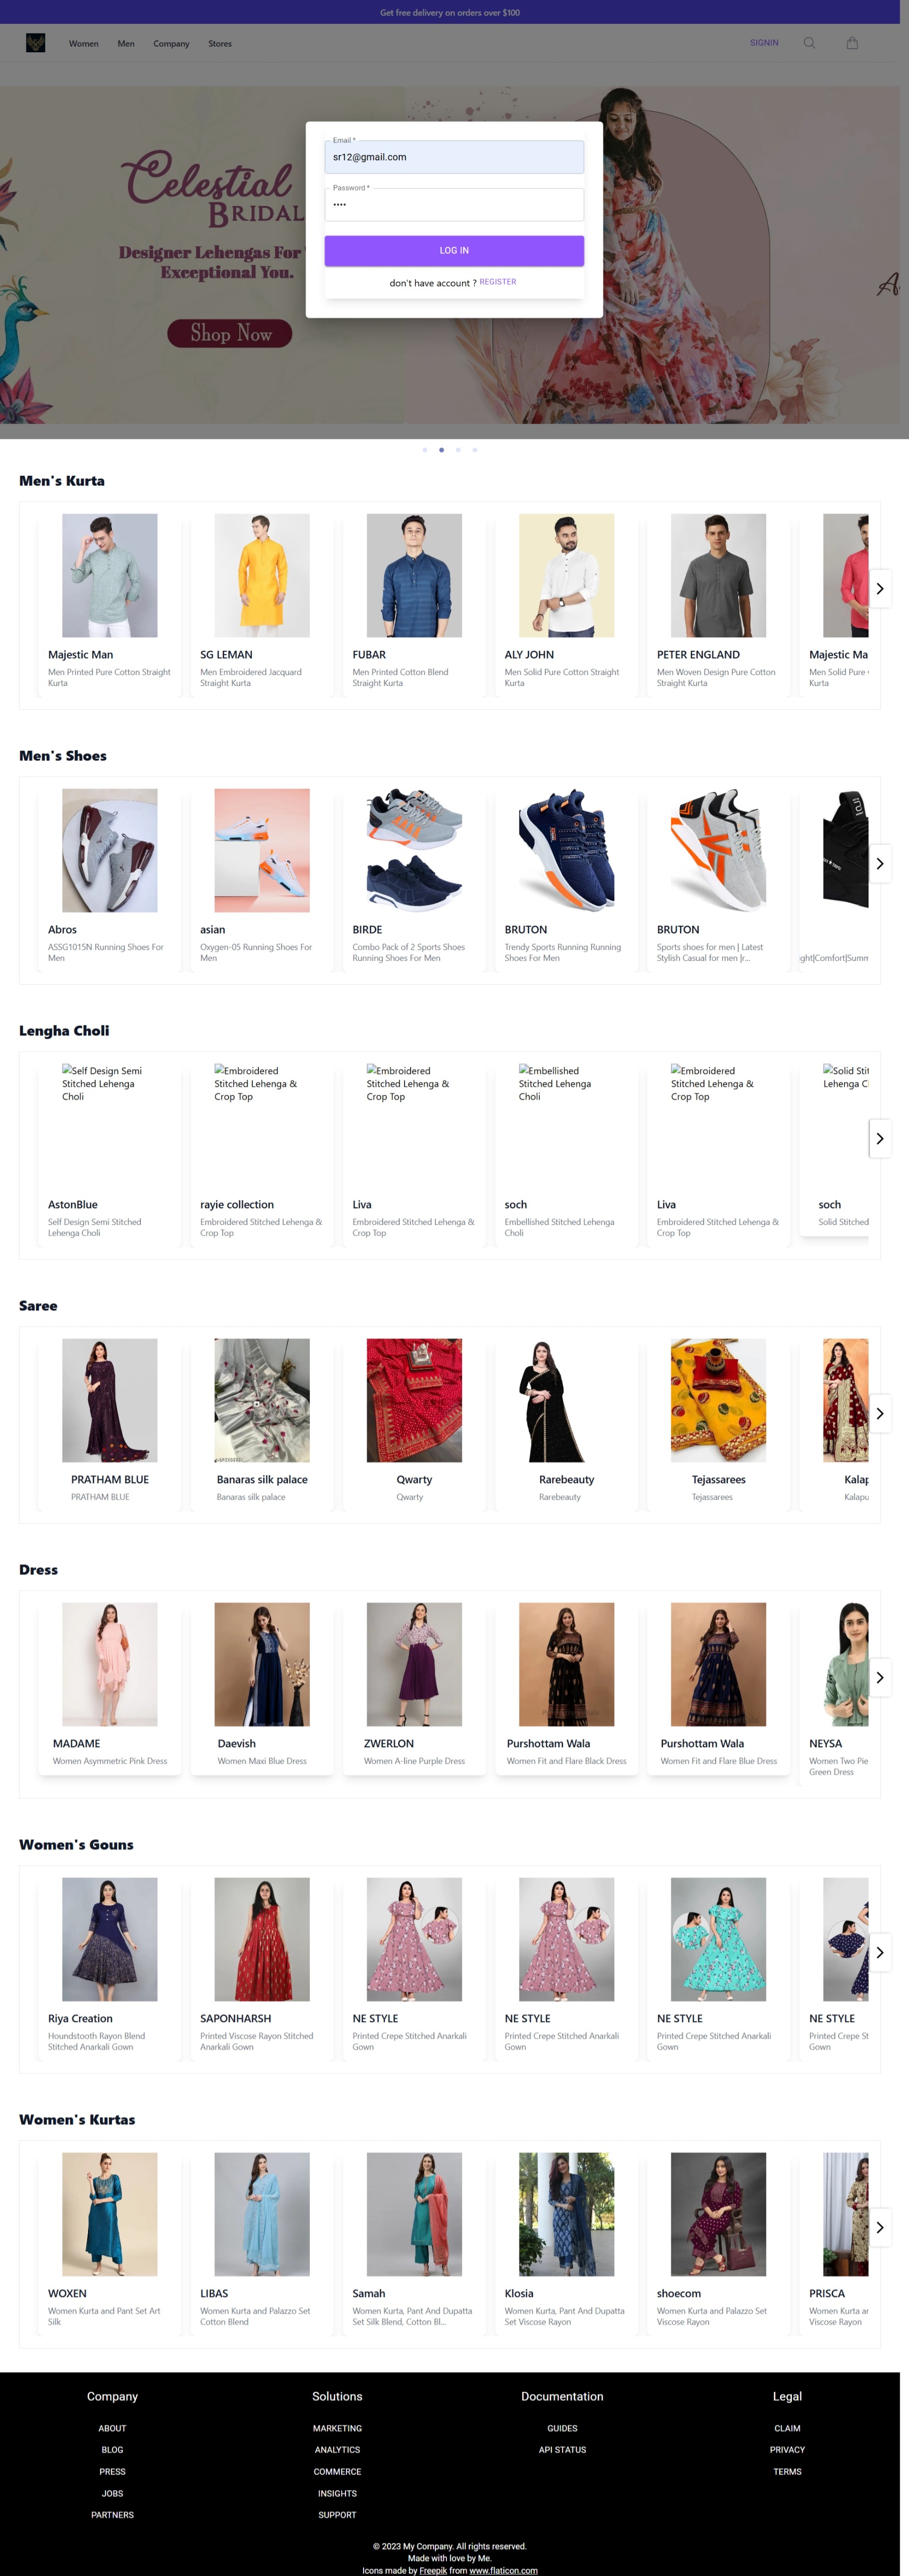 Get free delivery on orders over $100
Women Men Company Stores SIGNIN
Celestial
BRIDAL
Designer Lehengas For
Exceptional You.
Shop Now
A
Email *
sr12@gmail.com
Password *
••••
LOG IN
don't have account ? REGISTER
Men's Kurta
Majestic Man
Men Printed Pure Cotton Straight
Kurta
SG LEMAN
Men Embroidered Jacquard
Straight Kurta
FUBAR
Men Printed Cotton Blend
Straight Kurta
ALY JOHN
Men Solid Pure Cotton Straight
Kurta
PETER ENGLAND
Men Woven Design Pure Cotton
Straight Kurta
Majestic Ma
Men Solid Pure
Kurta
Men's Shoes
Abros
ASSG1015N Running Shoes For
Men
asian
Oxygen-05 Running Shoes For
Men
BIRDE
Combo Pack of 2 Sports Shoes
Running Shoes For Men
BRUTON
Trendy Sports Running Running
Shoes For Men
BRUTON
Sports shoes for men | Latest
Stylish Casual for men |r...
ght|Comfort|Summ
Lengha Choli
Self Design Semi
Stitched Lehenga
Choli
AstonBlue
Self Design Semi Stitched
Lehenga Choli
Embroidered
Stitched Lehenga &
Crop Top
rayie collection
Embroidered Stitched Lehenga &
Crop Top
Embroidered
Stitched Lehenga &
Crop Top
Liva
Embroidered Stitched Lehenga &
Crop Top
Embellished
Stitched Lehenga
Choli
soch
Embellished Stitched Lehenga
Choli
Embroidered
Stitched Lehenga &
Crop Top
Liva
Embroidered Stitched Lehenga &
Crop Top
Solid Stit
Lehenga C
soch
Solid Stitched
Saree
PRATHAM BLUE
PRATHAM BLUE
Banaras silk palace
Banaras silk palace
Qwarty
Qwarty
Rarebeauty
Rarebeauty
Tejassarees
Tejassarees
Kalap
Kalapu
Dress
MADAME
Women Asymmetric Pink Dress
Daevish
Women Maxi Blue Dress
ZWERLON
Women A-line Purple Dress
Purshottam Wala
Women Fit and Flare Black Dress
Purshottam Wala
Women Fit and Flare Blue Dress
NEYSA
Women Two Pie
Green Dress
Women's Gouns
Riya Creation
Houndstooth Rayon Blend
Stitched Anarkali Gown
SAPONHARSH
Printed Viscose Rayon Stitched
Anarkali Gown
NE STYLE
Printed Crepe Stitched Anarkali
Gown
NE STYLE
Printed Crepe Stitched Anarkali
Gown
NE STYLE
Printed Crepe Stitched Anarkali
Gown
NE STYLE
Printed Crepe St
Gown
Women's Kurtas
WOXEN
Women Kurta and Pant Set Art
Silk
LIBAS
Women Kurta and Palazzo Set
Cotton Blend
Samah
Women Kurta, Pant And Dupatta
Set Silk Blend, Cotton Bl...
Klosia
Women Kurta, Pant And Dupatta
Set Viscose Rayon
shoecom
Women Kurta and Palazzo Set
Viscose Rayon
PRISCA
Women Kurta ar
Viscose Rayon
Company
ABOUT
BLOG
PRESS
JOBS
PARTNERS
Solutions
MARKETING
ANALYTICS
COMMERCE
INSIGHTS
SUPPORT
Documentation
GUIDES
API STATUS
Legal
CLAIM
PRIVACY
TERMS
© 2023 My Company. All rights reserved.
Made with love by Me.
Icons made by Freepik from www.flaticon.com